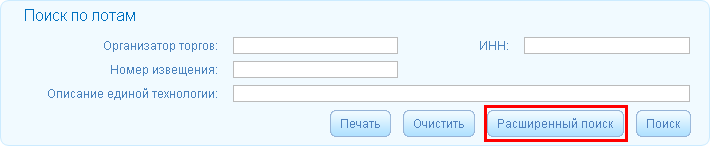 Поиск по лотам
Организатор торгов: ИНН:
Номер извещения:
Описание единой технологии:
Печать Очистить Расширенный поиск Поиск